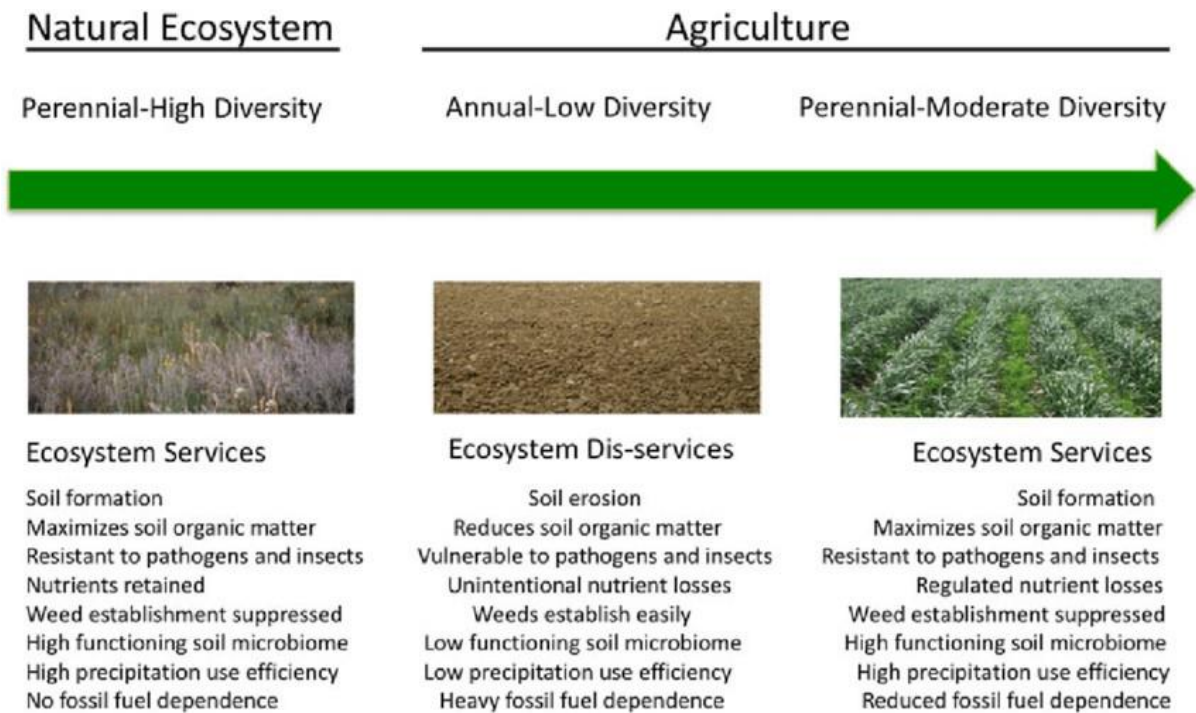 Natural Ecosystem
Agriculture
Perennial-High Diversity
Annual-Low Diversity
Perennial-Moderate Diversity
Ecosystem Services
Soil formation
Maximizes soil organic matter
Resistant to pathogens and insects
Nutrients retained
Weed establishment suppressed
High functioning soil microbiome
High precipitation use efficiency
No fossil fuel dependence
Ecosystem Dis-services
Soil erosion
Reduces soil organic matter
Vulnerable to pathogens and insects
Unintentional nutrient losses
Weeds establish easily
Low functioning soil microbiome
Low precipitation use efficiency
Heavy fossil fuel dependence
Ecosystem Services
Soil formation
Maximizes soil organic matter
Resistant to pathogens and insects
Regulated nutrient losses
Weed establishment suppressed
High functioning soil microbiome
High precipitation use efficiency
Reduced fossil fuel dependence